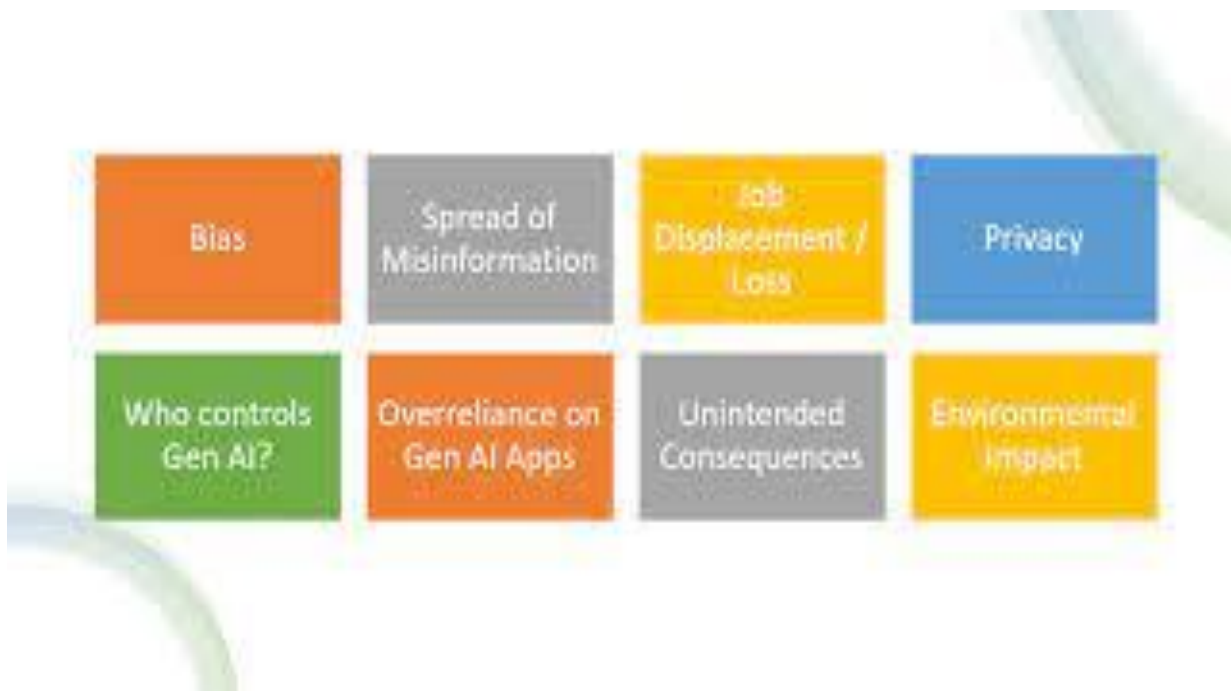 Bias
Spread of
Misinformation
Job
Displacement /
Loss
Privacy
Who controls
Gen AI?
Overreliance on
Gen AI Apps
Unintended
Consequences
Environmental
Impact